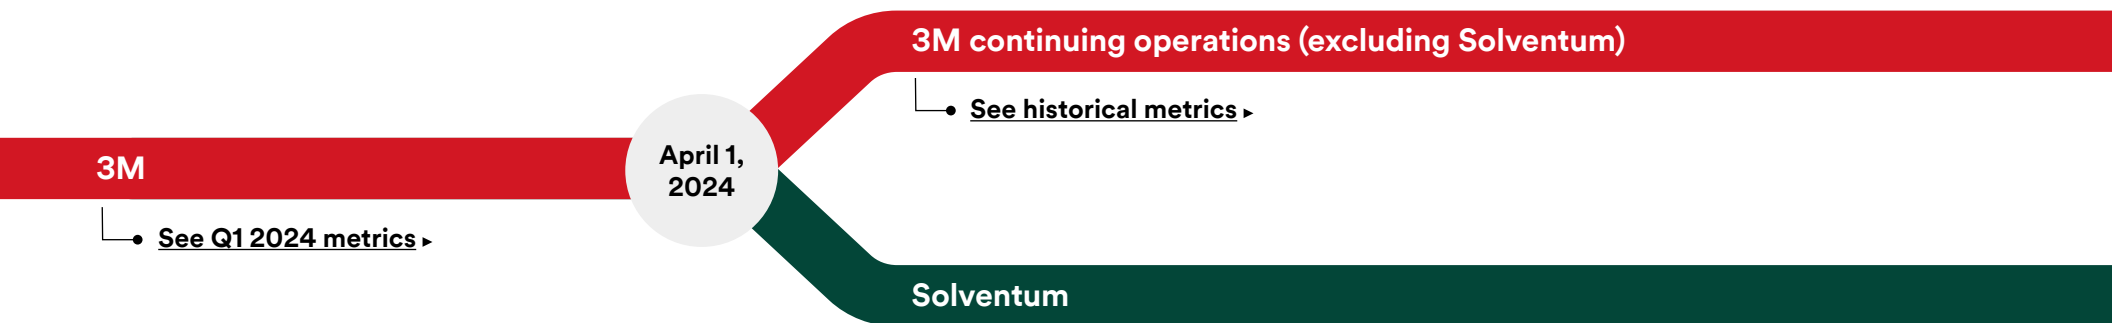 3M
See Q1 2024 metrics ▸
April 1,
2024
3M continuing operations (excluding Solventum)
See historical metrics ▸
Solventum